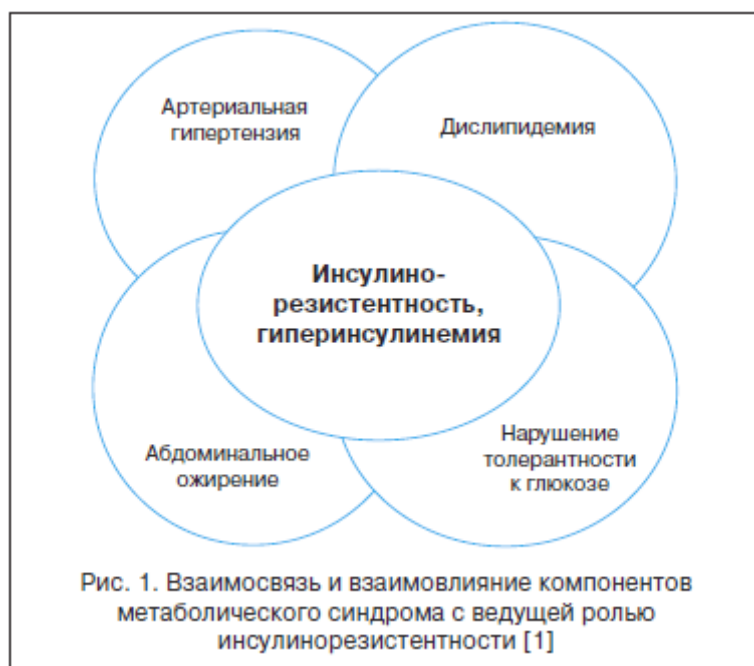 Артериальная
гипертензия
Дислипидемия
Инсулино-
резистентность,
гиперинсулинемия
Абдоминальное
ожирение
Нарушение
толерантности
к глюкозе
Рис. 1. Взаимосвязь и взаимовлияние компонентов
метаболического синдрома с ведущей ролью
инсулинорезистентности [1]